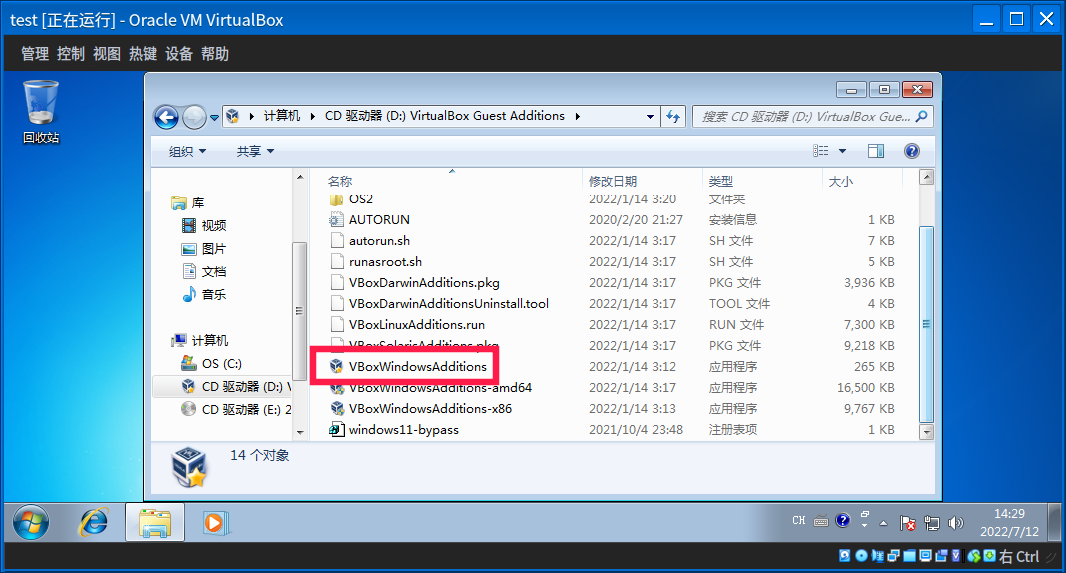 test [正在运行] - Oracle VM VirtualBox
管理 控制 视图 热键 设备 帮助
回收站
计算机 CD 驱动器 (D:) VirtualBox Guest Additions
搜索 CD 驱动器 (D:) VirtualBox Gue...
组织 共享
名称 修改日期 类型 大小
库
视频
图片
文档
音乐
计算机
OS (C:)
CD 驱动器 (D:) V
CD 驱动器 (E:) 2
OS2 2022/1/14 3:20 文件夹
AUTORUN 2020/2/20 21:27 安装信息 1 KB
autorun.sh 2022/1/14 3:17 SH 文件 7 KB
runasroot.sh 2022/1/14 3:17 SH 文件 5 KB
VBoxDarwinAdditions.pkg 2022/1/14 3:17 PKG 文件 3,936 KB
VBoxDarwinAdditionsUninstall.tool 2022/1/14 3:17 TOOL 文件 4 KB
VBoxLinuxAdditions.run 2022/1/14 3:17 RUN 文件 7,300 KB
VBoxSolarisAdditions.pkg 2022/1/14 3:17 PKG 文件 9,218 KB
VBoxWindowsAdditions 2022/1/14 3:12 应用程序 265 KB
VBoxWindowsAdditions-amd64 2022/1/14 3:17 应用程序 16,500 KB
VBoxWindowsAdditions-x86 2022/1/14 3:13 应用程序 9,767 KB
windows11-bypass 2021/10/4 23:48 注册表项 1 KB
14 个对象
CH
14:29
2022/7/12
右 Ctrl